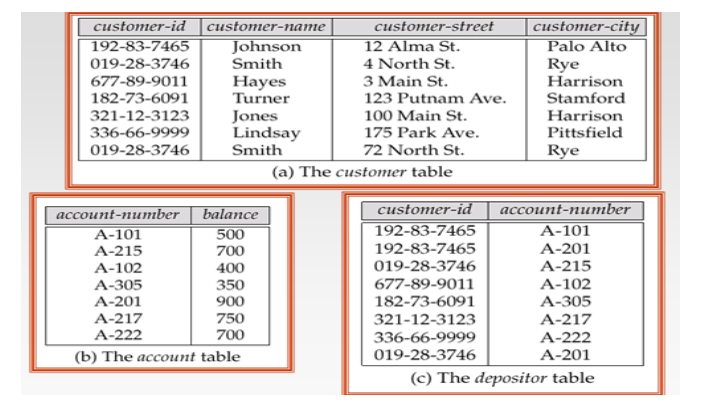 customer-id customer-name customer-street customer-city
192-83-7465 Johnson 12 Alma St. Palo Alto
019-28-3746 Smith 4 North St. Rye
677-89-9011 Hayes 3 Main St. Harrison
182-73-6091 Turner 123 Putnam Ave. Stamford
321-12-3123 Jones 100 Main St. Harrison
336-66-9999 Lindsay 175 Park Ave. Pittsfield
019-28-3746 Smith 72 North St. Rye
(a) The customer table
account-number balance
A-101 500
A-215 700
A-102 400
A-305 350
A-201 900
A-217 750
A-222 700
(b) The account table
customer-id account-number
192-83-7465 A-101
192-83-7465 A-201
019-28-3746 A-215
677-89-9011 A-102
182-73-6091 A-305
321-12-3123 A-217
336-66-9999 A-222
019-28-3746 A-201
(c) The depositor table